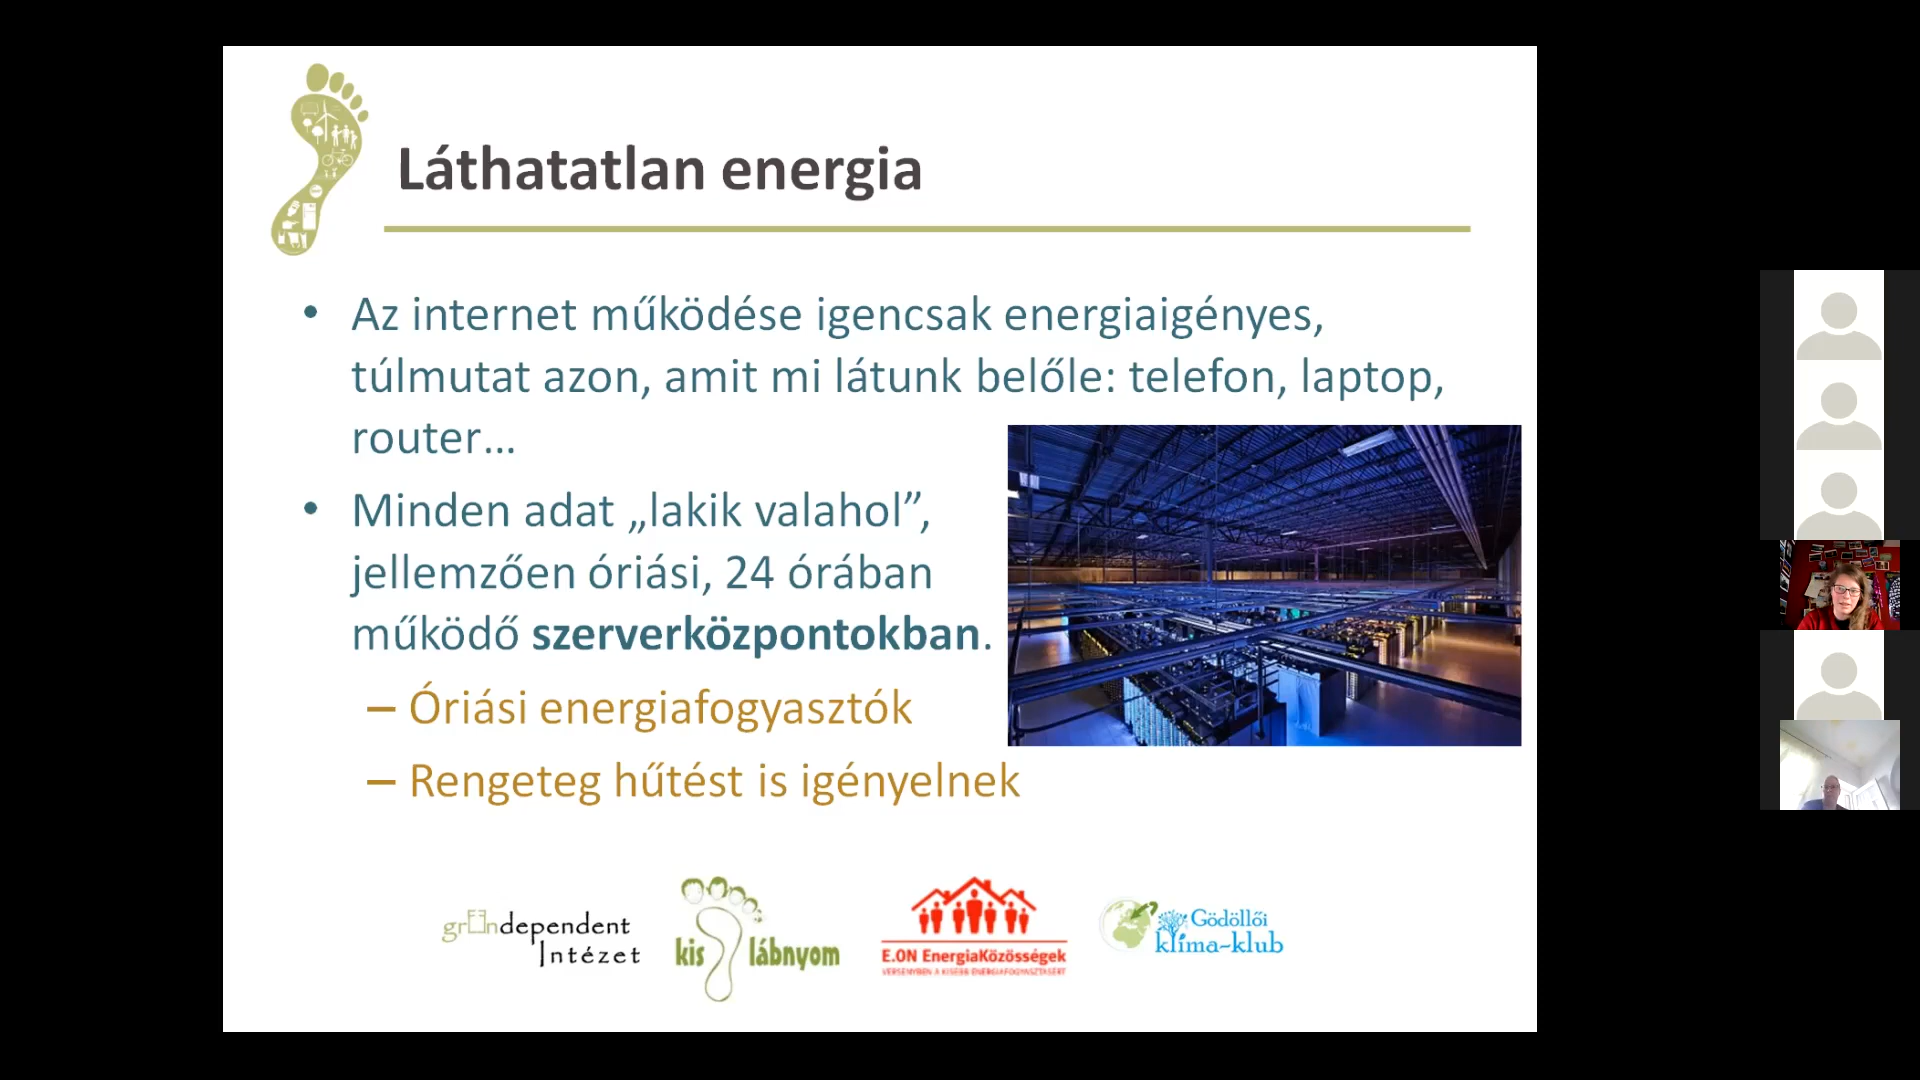 Láthatatlan energia
• Az internet működése igencsak energiaigényes,
túlmutat azon, amit mi látunk belőle: telefon, laptop,
router...
• Minden adat „lakik valahol”,
jellemzően óriási, 24 órában
működő szerverközpontokban.
– Óriási energiafogyasztók
– Rengeteg hűtést is igényelnek
greendependent
Intézet
kis lábnyom
E.ON EnergiaKözösségek
VERSENYBEN A KISEBB ENERGIAFOGYASZTÁSÉRT
Gödöllői
klíma-klub